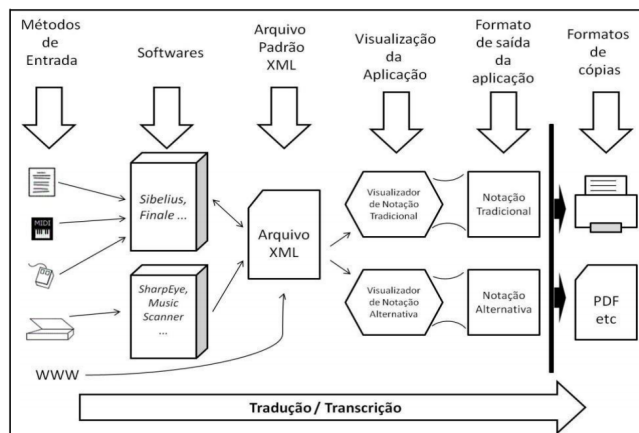 Métodos
de
Entrada
Softwares
Arquivo
Padrão
XML
Visualização
da
Aplicação
Formato
de saída da
aplicação
Formatos
de
cópias
MIDI
WWW
Sibelius,
Finale ...
SharpEye,
Music
Scanner
...
Arquivo
XML
Visualizador
de Notação
Tradicional
Visualizador
de Notação
Alternativa
Notação
Tradicional
Notação
Alternativa
PDF
etc
Tradução / Transcrição